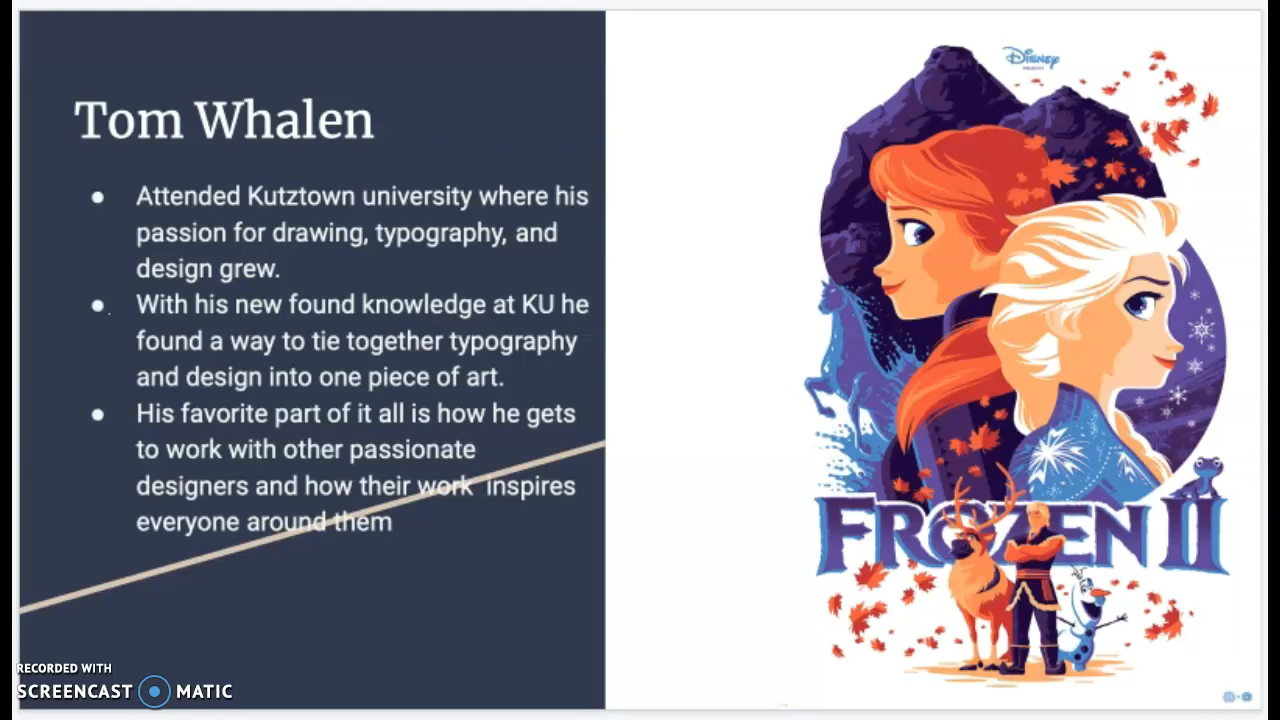 Tom Whalen
● Attended Kutztown university where his
passion for drawing, typography, and
design grew.
● With his new found knowledge at KU he
found a way to tie together typography
and design into one piece of art.
● His favorite part of it all is how he gets
to work with other passionate
designers and how their work  inspires
everyone around them
DISNEY
FROZEN II
RECORDED WITH
SCREENCAST MATIC